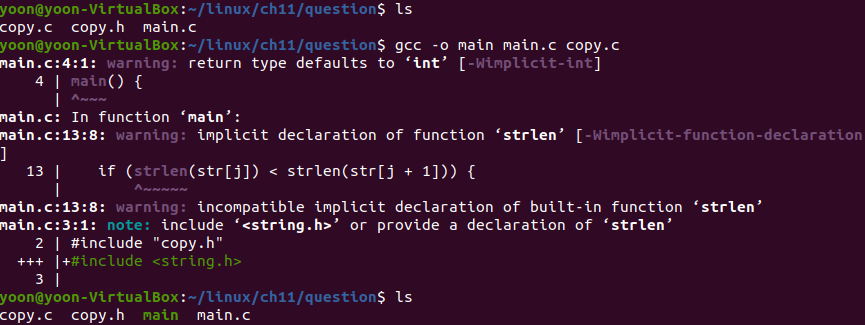 yoon@yoon-VirtualBox:~/linux/ch11/question$ ls
copy.c  copy.h  main.c
yoon@yoon-VirtualBox:~/linux/ch11/question$ gcc -o main main.c copy.c
main.c:4:1: warning: return type defaults to ‘int’ [-Wimplicit-int]
    4 | main() {
      | ^~~~
main.c: In function ‘main’:
main.c:13:8: warning: implicit declaration of function ‘strlen’ [-Wimplicit-function-declaration
]
   13 |    if (strlen(str[j]) < strlen(str[j + 1])) {
      |        ^~~~~~
main.c:13:8: warning: incompatible implicit declaration of built-in function ‘strlen’
main.c:3:1: note: include ‘<string.h>’ or provide a declaration of ‘strlen’
    2 | #include "copy.h"
  +++ |+#include <string.h>
    3 |
yoon@yoon-VirtualBox:~/linux/ch11/question$ ls
copy.c  copy.h  main  main.c